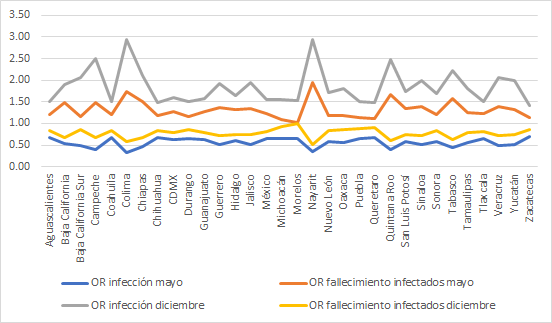 3.50
3.00
2.50
2.00
1.50
1.00
0.50
0.00
Aguascalientes
Baja California
Baja California Sur
Campeche
Coahuila
Colima
Chiapas
Chihuahua
CDMX
Durango
Guanajuato
Guerrero
Hidalgo
Jalisco
México
Michoacán
Morelos
Nayarit
Nuevo León
Oaxaca
Puebla
Queretaro
Quintana Roo
San Luis Potosí
Sinaloa
Sonora
Tabasco
Tamaulipas
Tlaxcala
Veracruz
Yucatán
Zacatecas
OR infección mayo
OR fallecimiento infectados mayo
OR infección diciembre
OR fallecimiento infectados diciembre